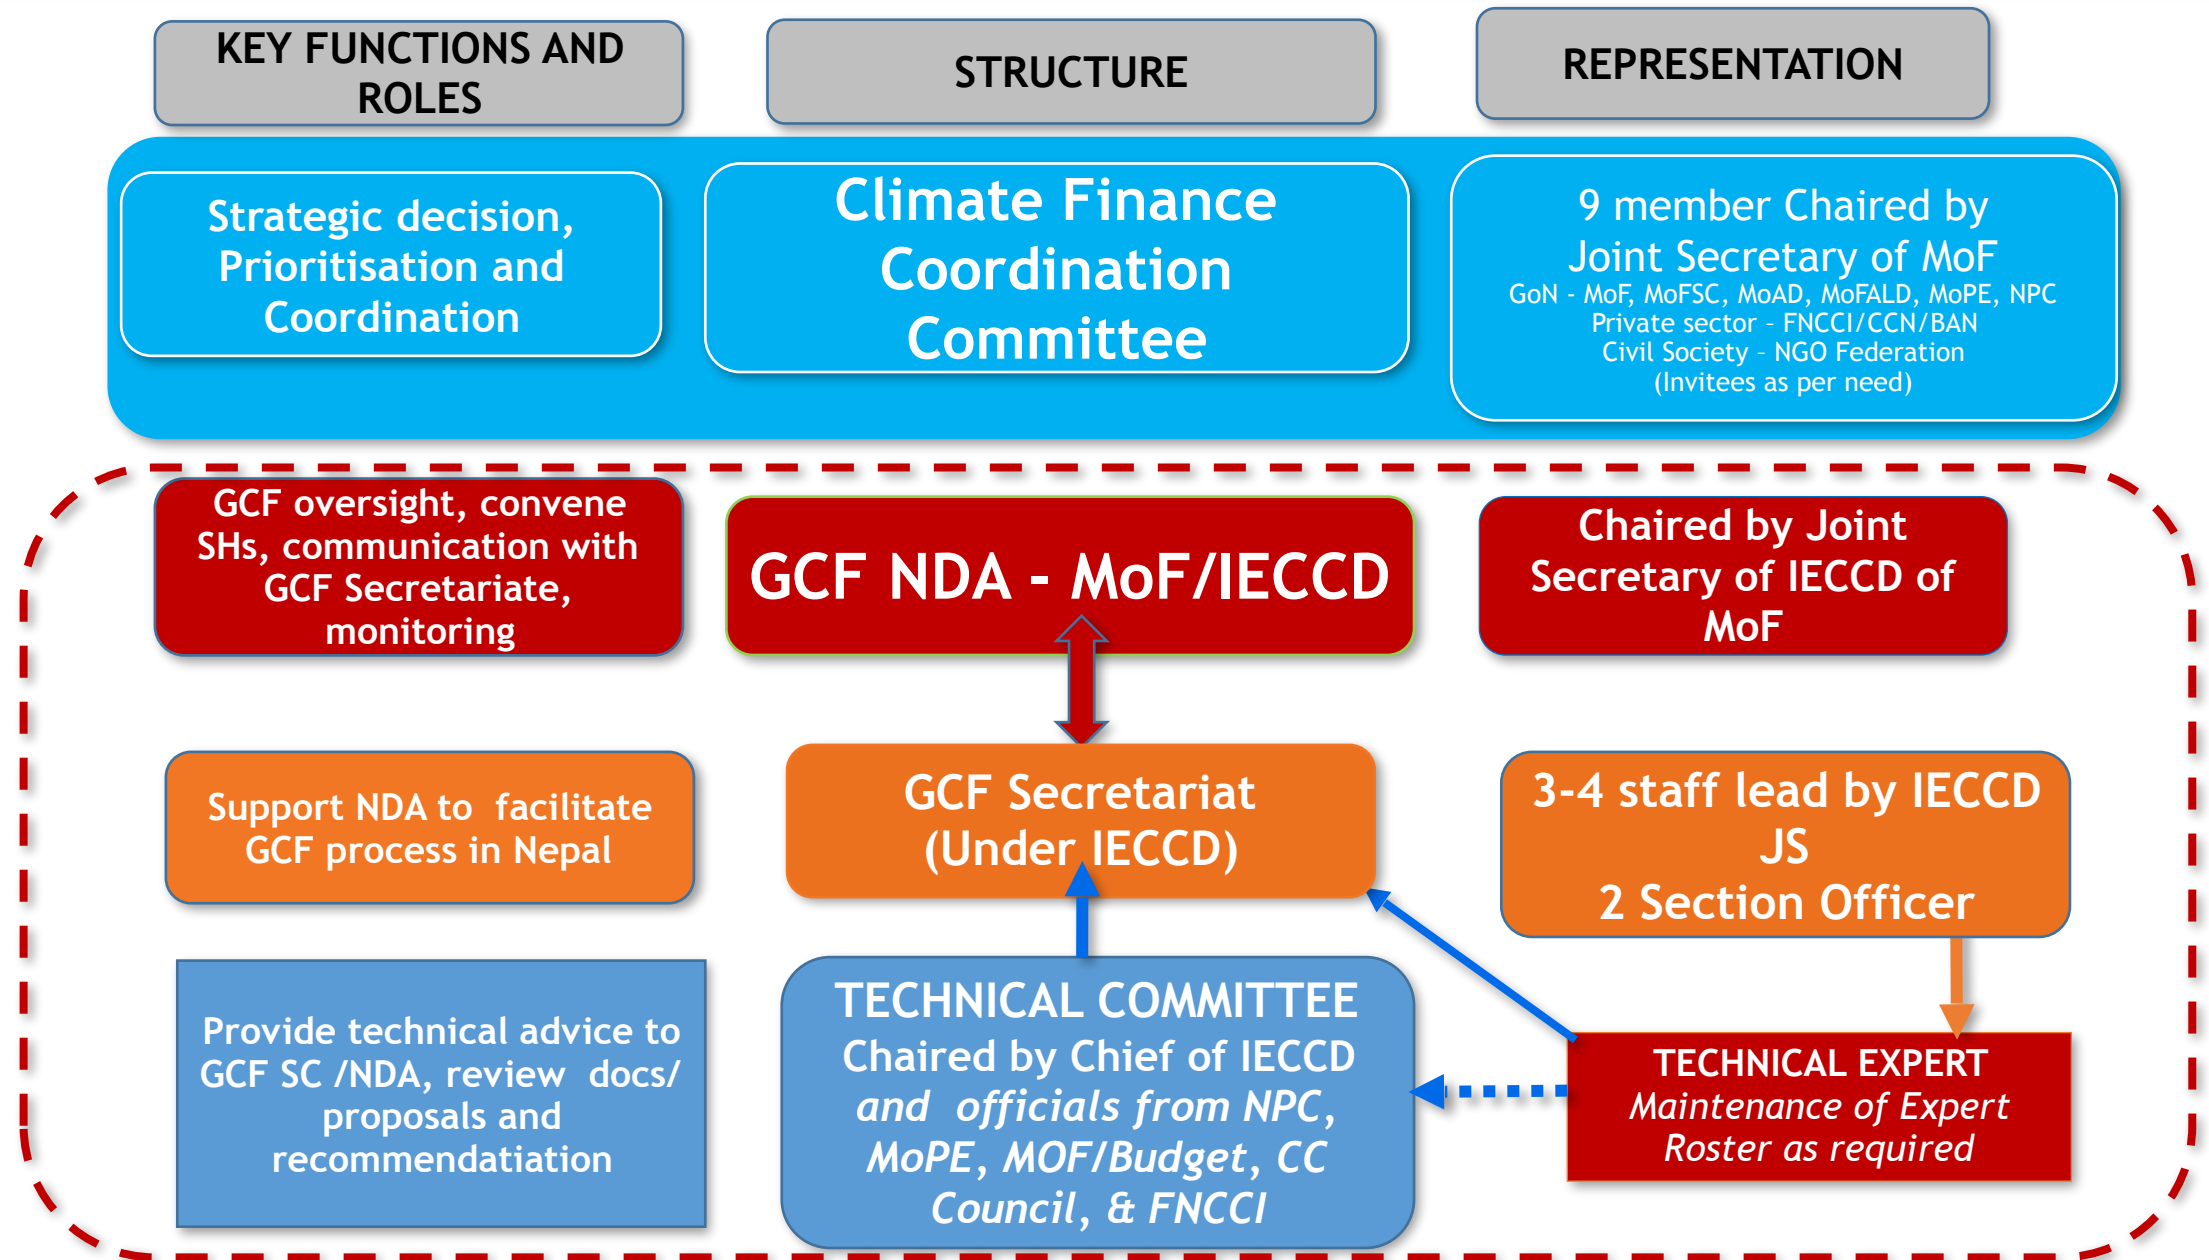 KEY FUNCTIONS AND
ROLES
STRUCTURE
REPRESENTATION
Strategic decision,
Prioritisation and
Coordination
Climate Finance
Coordination
Committee
9 member Chaired by
Joint Secretary of MoF
GoN - MoF, MoFSC, MoAD, MoFALD, MoPE, NPC
Private sector – FNCCI/CCN/BAN
Civil Society – NGO Federation
(Invitees as per need)
GCF oversight, convene
SHs, communication with
GCF Secretariate,
monitoring
GCF NDA - MoF/IECCD
Chaired by Joint
Secretary of IECCD of
MoF
Support NDA to facilitate
GCF process in Nepal
GCF Secretariat
(Under IECCD)
3-4 staff lead by IECCD
JS
2 Section Officer
Provide technical advice to
GCF SC /NDA, review docs/
proposals and
recommendatiation
TECHNICAL COMMITTEE
Chaired by Chief of IECCD
and officials from NPC,
MoPE, MOF/Budget, CC
Council, & FNCCI
TECHNICAL EXPERT
Maintenance of Expert
Roster as required